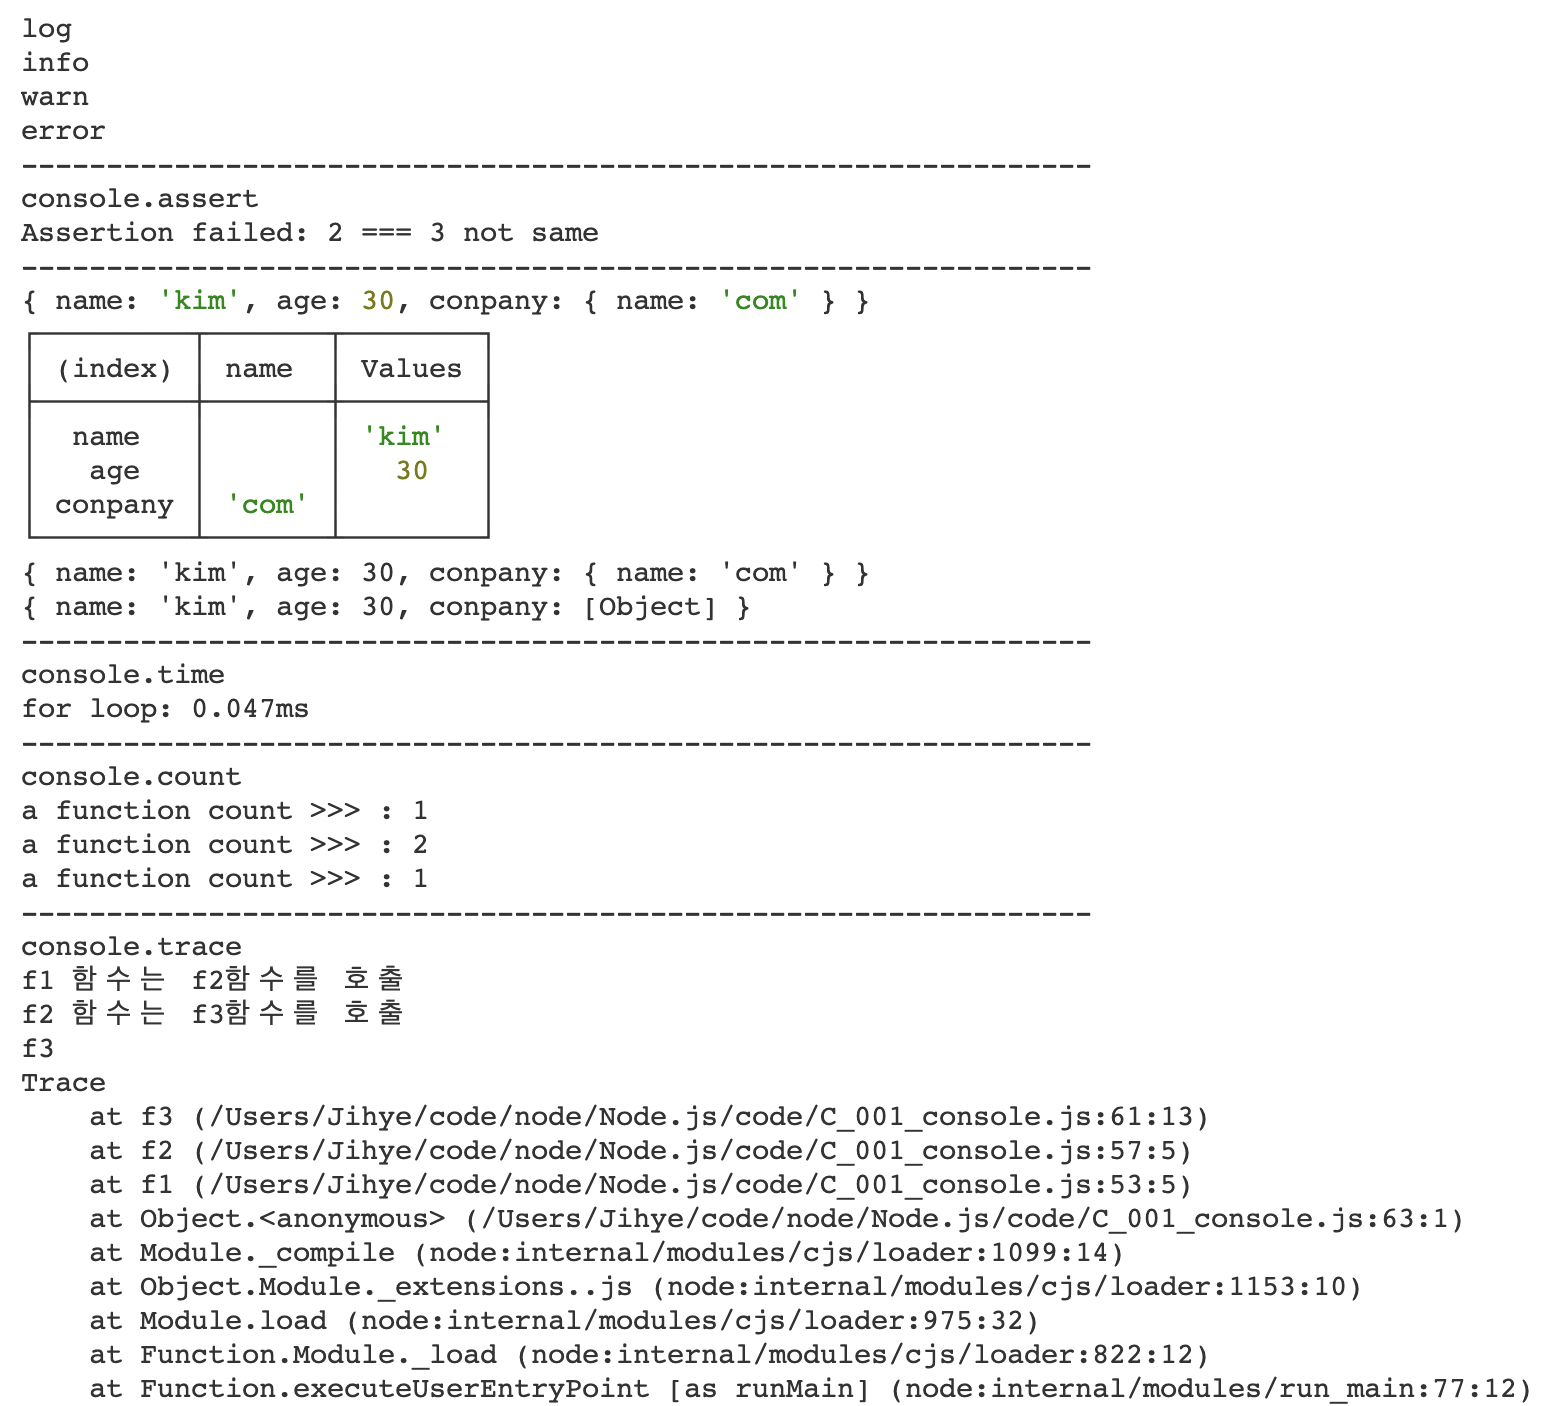 log
info
warn
error
---------------------------------------------------------------
console.assert
Assertion failed: 2 === 3 not same
---------------------------------------------------------------
{ name: 'kim', age: 30, conpany: { name: 'com' } }
(index) name Values
name 'kim'
age 30
conpany 'com'
{ name: 'kim', age: 30, conpany: { name: 'com' } }
{ name: 'kim', age: 30, conpany: [Object] }
---------------------------------------------------------------
console.time
for loop: 0.047ms
---------------------------------------------------------------
console.count
a function count >>> : 1
a function count >>> : 2
a function count >>> : 1
---------------------------------------------------------------
console.trace
f1 함수는 f2함수를 호출
f2 함수는 f3함수를 호출
f3
Trace
    at f3 (/Users/Jihye/code/node/Node.js/code/C_001_console.js:61:13)
    at f2 (/Users/Jihye/code/node/Node.js/code/C_001_console.js:57:5)
    at f1 (/Users/Jihye/code/node/Node.js/code/C_001_console.js:53:5)
    at Object.<anonymous> (/Users/Jihye/code/node/Node.js/code/C_001_console.js:63:1)
    at Module._compile (node:internal/modules/cjs/loader:1099:14)
    at Object.Module._extensions..js (node:internal/modules/cjs/loader:1153:10)
    at Module.load (node:internal/modules/cjs/loader:975:32)
    at Function.Module._load (node:internal/modules/cjs/loader:822:12)
    at Function.executeUserEntryPoint [as runMain] (node:internal/modules/run_main:77:12)